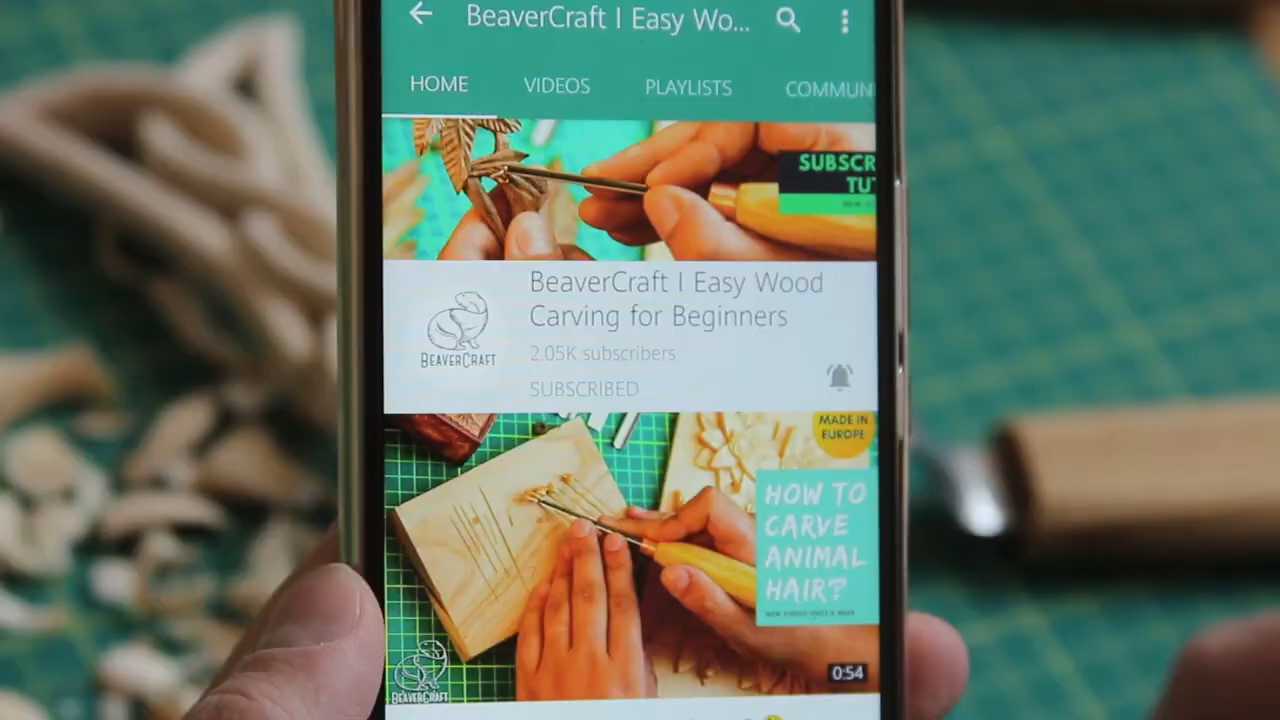 BeaverCraft I Easy Wo...
HOME VIDEOS PLAYLISTS COMMUN
SUBSCR
TU
BeaverCraft I Easy Wood
Carving for Beginners
BEAVERCRAFT
2.05K subscribers
SUBSCRIBED
MADE IN
EUROPE
HOW TO
CARVE
ANIMAL
HAIR?
0:54
BEAVERCRAFT